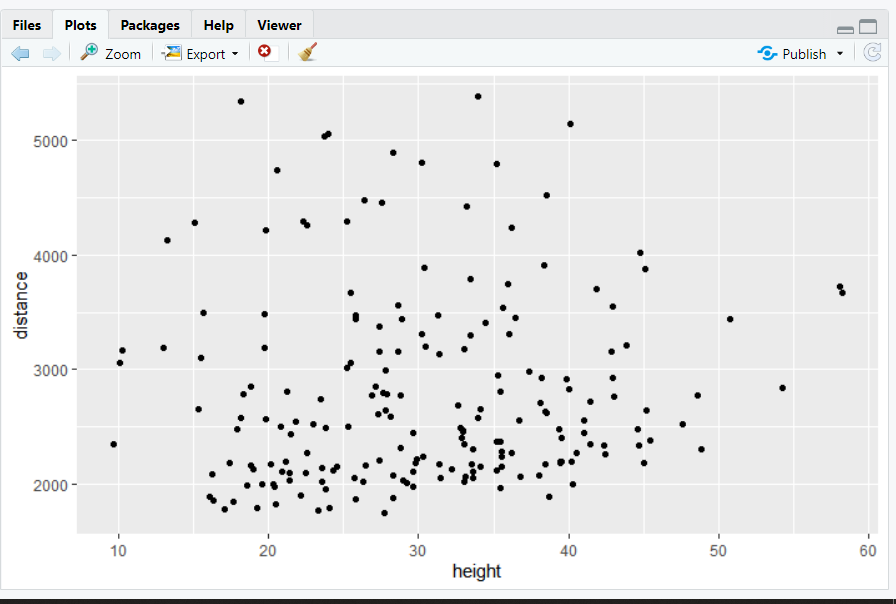 Files Plots Packages Help Viewer
Zoom Export Publish
5000
4000
3000
2000
distance
10 20 30 40 50 60
height